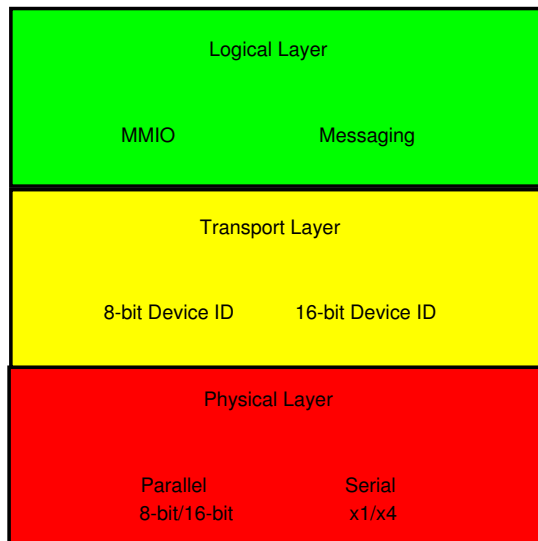 Logical Layer
MMIO Messaging
Transport Layer
8-bit Device ID 16-bit Device ID
Physical Layer
Parallel Serial
8-bit/16-bit x1/x4